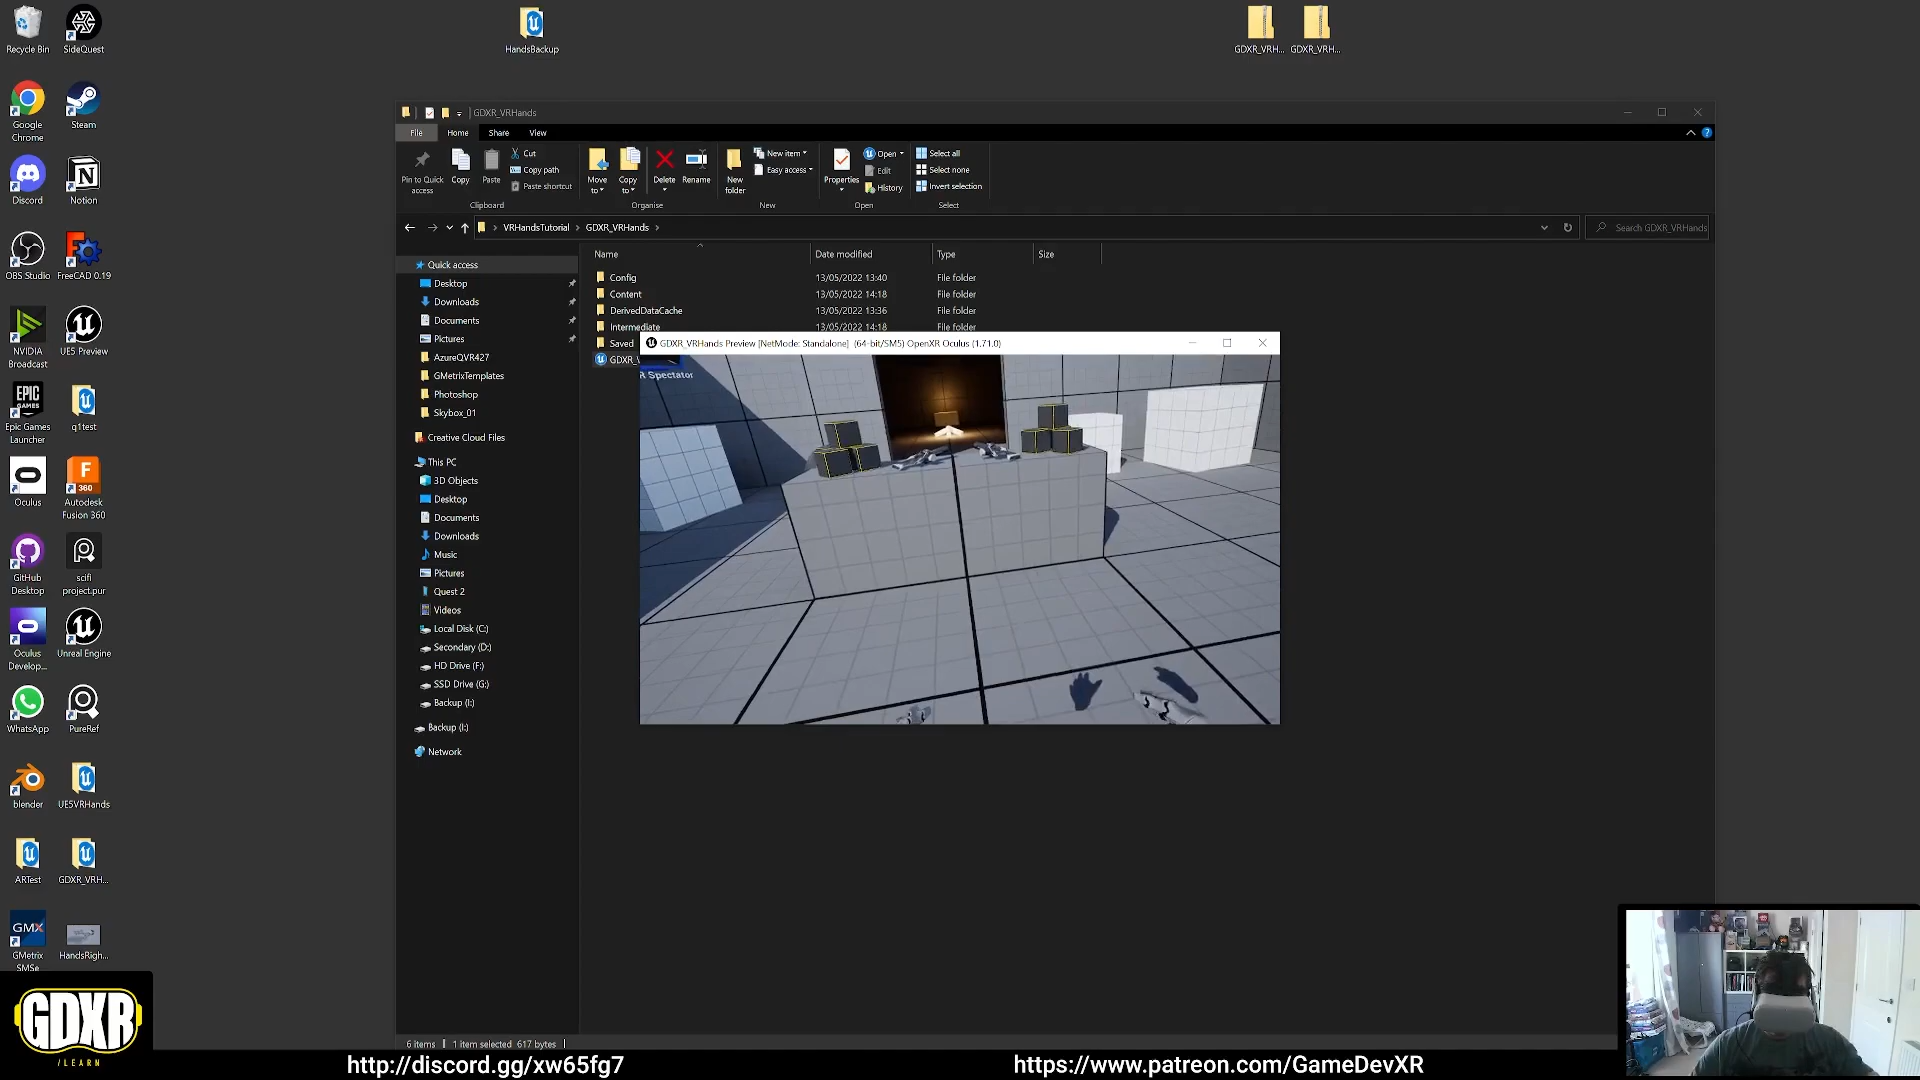 Recycle Bin
SideQuest
HandsBackup
GDXR_VRH...
GDXR_VRH...
Google Chrome
Steam
Discord
Notion
OBS Studio
FreeCAD 0.19
NVIDIA Broadcast
UE5 Preview
EPIC GAMES
Epic Games Launcher
q1test
Oculus
F 360
Autodesk Fusion 360
GitHub Desktop
scifi project.pur
Oculus Develop...
Unreal Engine
WhatsApp
PureRef
blender
UE5VRHands
ARTest
GDXR_VRH...
GMX
GMetrix SMSe
HandsRigh...
GDXR_VRHands
File Home Share View
Pin to Quick access
Copy
Paste
Cut
Copy path
Paste shortcut
Clipboard
Move to
Copy to
Delete
Rename
Organise
New folder
New item
Easy access
New
Properties
Open
Edit
History
Open
Select all
Select none
Invert selection
Select
VRHandsTutorial > GDXR_VRHands >
Search GDXR_VRHands
Quick access
Desktop
Downloads
Documents
Pictures
AzureQVR427
GMetrixTemplates
Photoshop
Skybox_01
Creative Cloud Files
This PC
3D Objects
Desktop
Documents
Downloads
Music
Pictures
Quest 2
Videos
Local Disk (C:)
Secondary (D:)
HD Drive (F:)
SSD Drive (G:)
Backup (I:)
Backup (I:)
Network
Name Date modified Type Size
Config 13/05/2022 13:40 File folder
Content 13/05/2022 14:18 File folder
DerivedDataCache 13/05/2022 13:36 File folder
Intermediate 13/05/2022 14:18 File folder
Saved
GDXR_V
GDXR_VRHands Preview [NetMode: Standalone] (64-bit/SM5) OpenXR Oculus (1.71.0)
R Spectator
6 items 1 item selected 617 bytes
GDXR
/LEARN
http://discord.gg/xw65fg7
https://www.patreon.com/GameDevXR